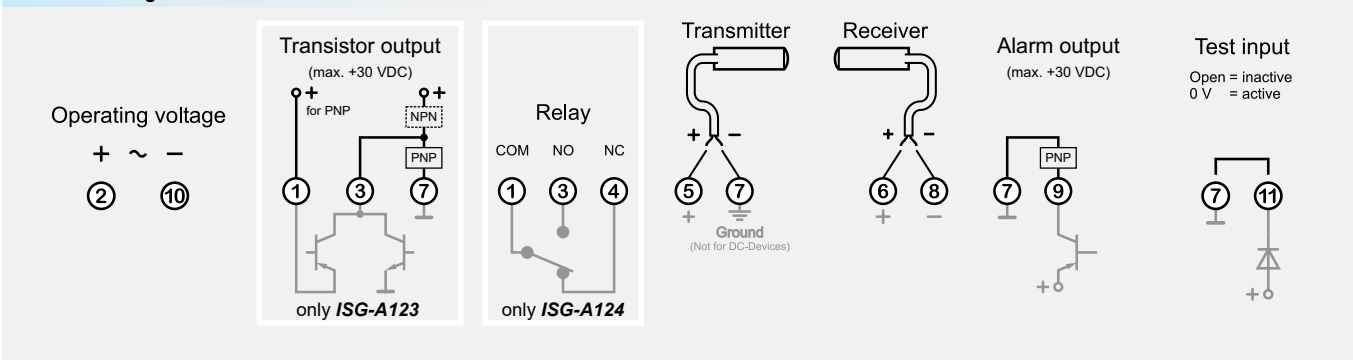 Operating voltage
+ ~ −
2 10
Transistor output
(max. +30 VDC)
+ +
for PNP
NPN
PNP
1 3 7
only ISG-A123
Relay
COM NO NC
1 3 4
only ISG-A124
Transmitter
+ −
5 7
+
Ground
(Not for DC-Devices)
Receiver
+ −
6 8
+ −
Alarm output
(max. +30 VDC)
PNP
7 9
+
Test input
Open = inactive
0 V = active
7 11
+